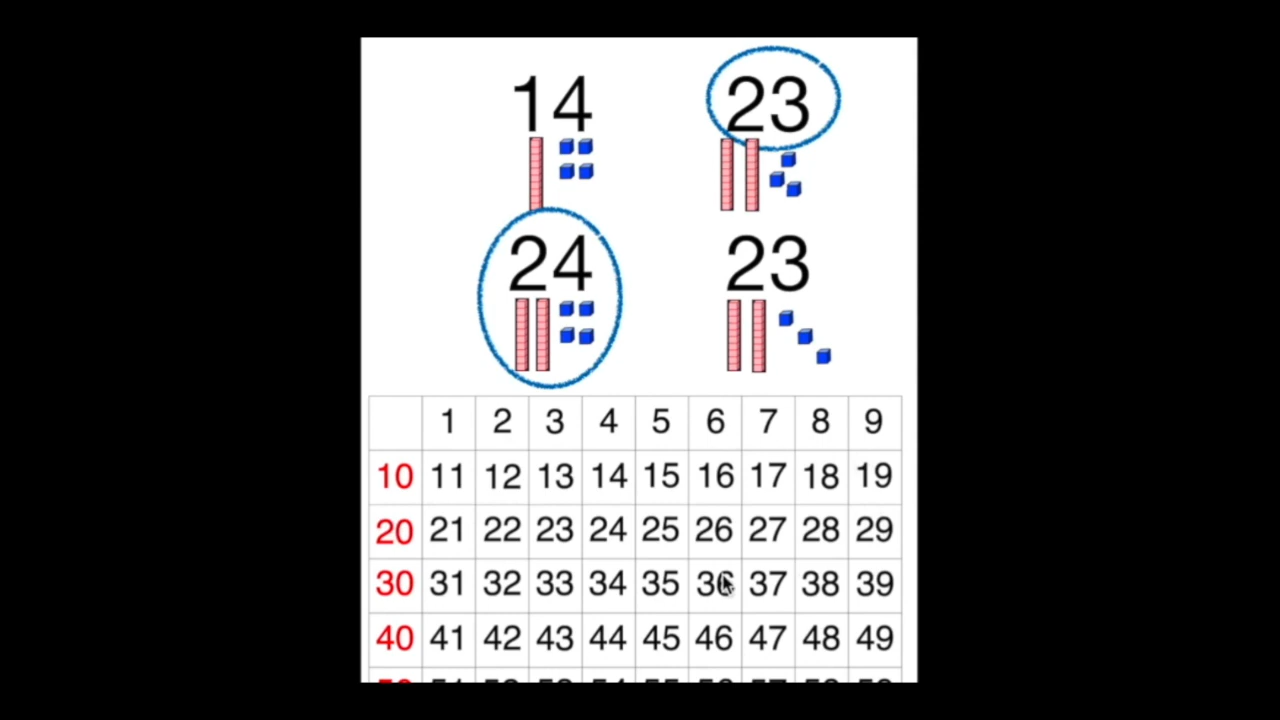 14 23
24 23
1 2 3 4 5 6 7 8 9
10 11 12 13 14 15 16 17 18 19
20 21 22 23 24 25 26 27 28 29
30 31 32 33 34 35 36 37 38 39
40 41 42 43 44 45 46 47 48 49